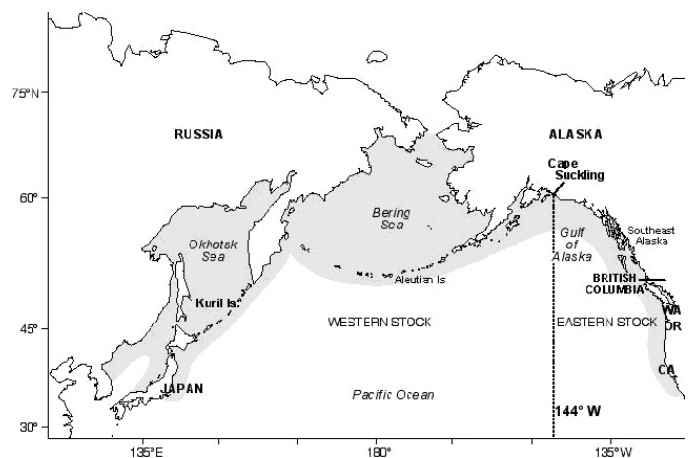 75°N
RUSSIA
ALASKA
Cape
Suckling
60°
Bering
Sea
Okhotsk
Sea
Gulf
of
Alaska
Southeast
Alaska
Aleutian Is
BRITISH
COLUMBIA
Kuril Is.
WESTERN STOCK
EASTERN STOCK
WA
OR
45°
JAPAN
CA
Pacific Ocean
144° W
30°
135°E
180°
135°W